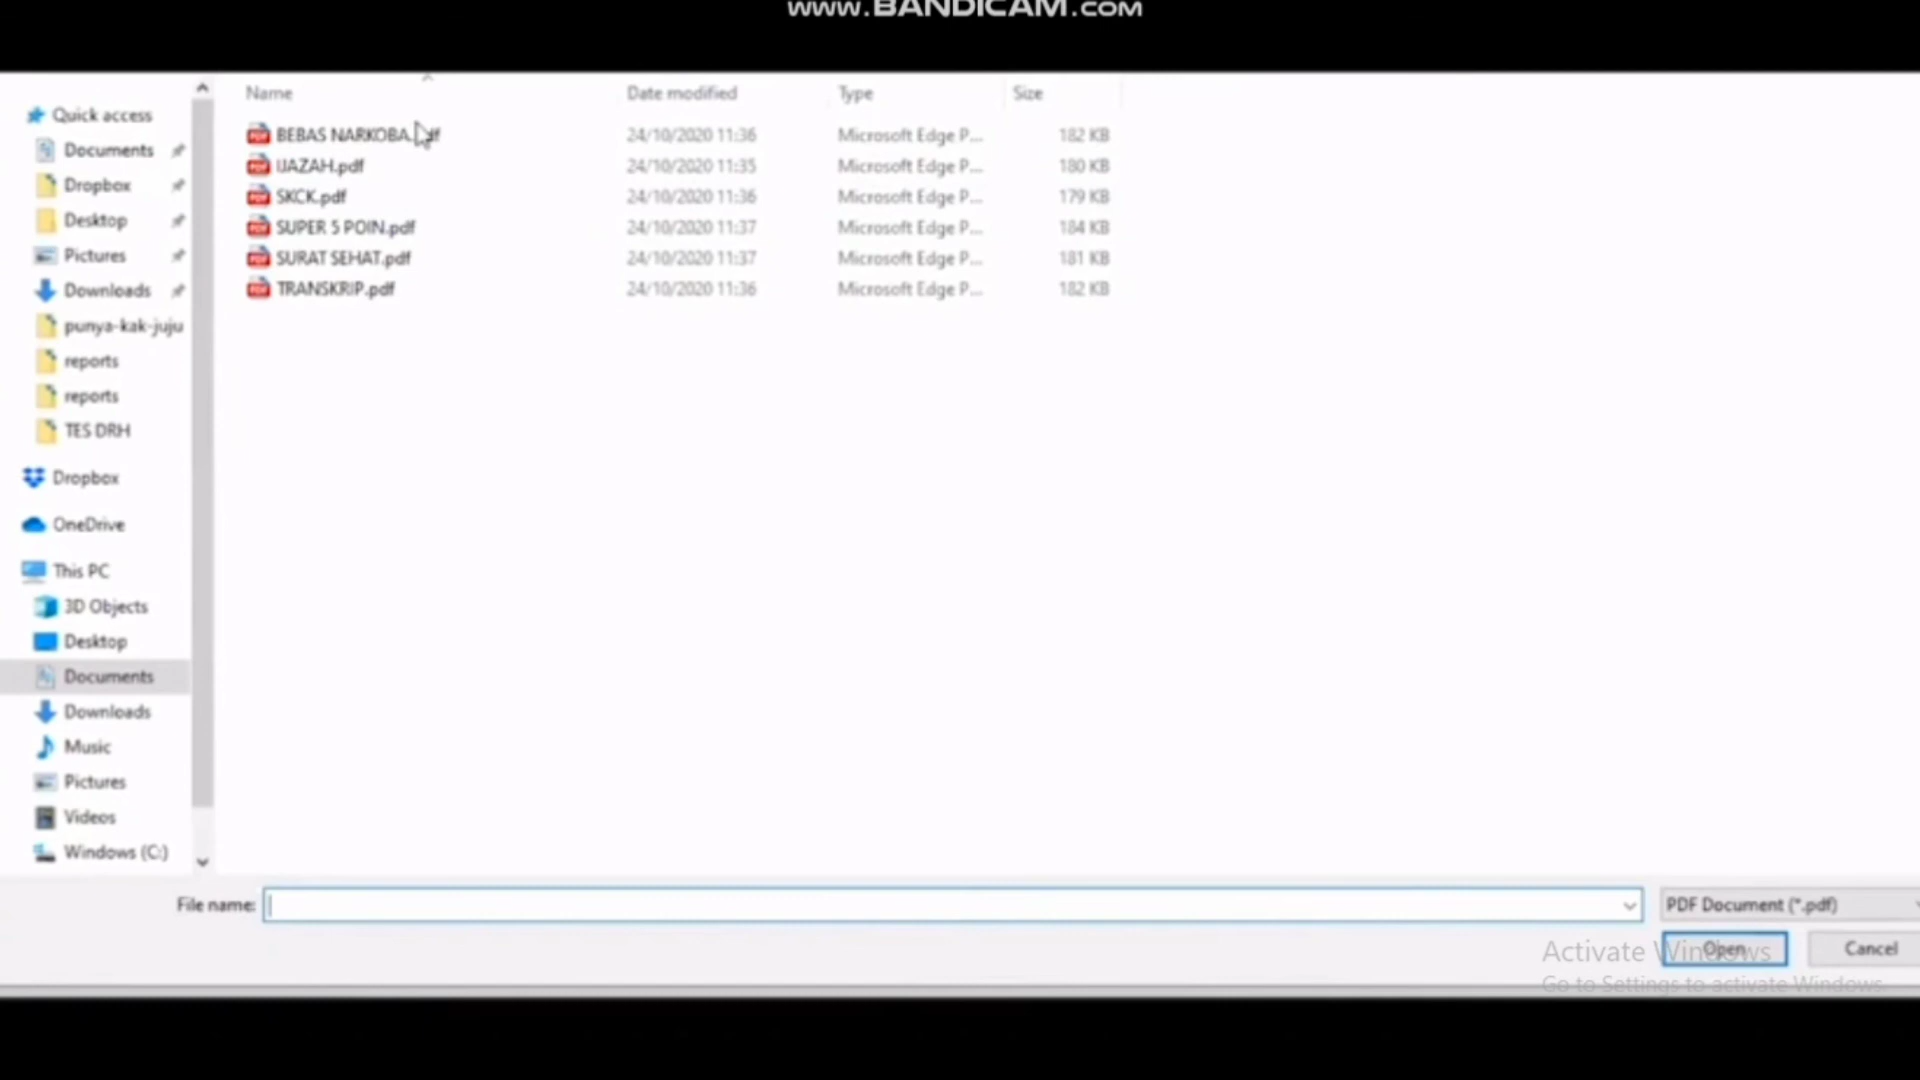 WWW.BANDICAM.COM
Name Date modified Type Size
Quick access
Documents
Dropbox
Desktop
Pictures
Downloads
punya-kak-juju
reports
reports
TES DRH
Dropbox
OneDrive
This PC
3D Objects
Desktop
Documents
Downloads
Music
Pictures
Videos
Windows (C:)
BEBAS NARKOBA.pdf 24/10/2020 11:36 Microsoft Edge P... 182 KB
IJAZAH.pdf 24/10/2020 11:35 Microsoft Edge P... 180 KB
SKCK.pdf 24/10/2020 11:36 Microsoft Edge P... 179 KB
SUPER 5 POIN.pdf 24/10/2020 11:37 Microsoft Edge P... 184 KB
SURAT SEHAT.pdf 24/10/2020 11:37 Microsoft Edge P... 181 KB
TRANSKRIP.pdf 24/10/2020 11:36 Microsoft Edge P... 182 KB
File name: PDF Document (*.pdf)
Open Cancel
Activate Windows
Go to Settings to activate Windows.